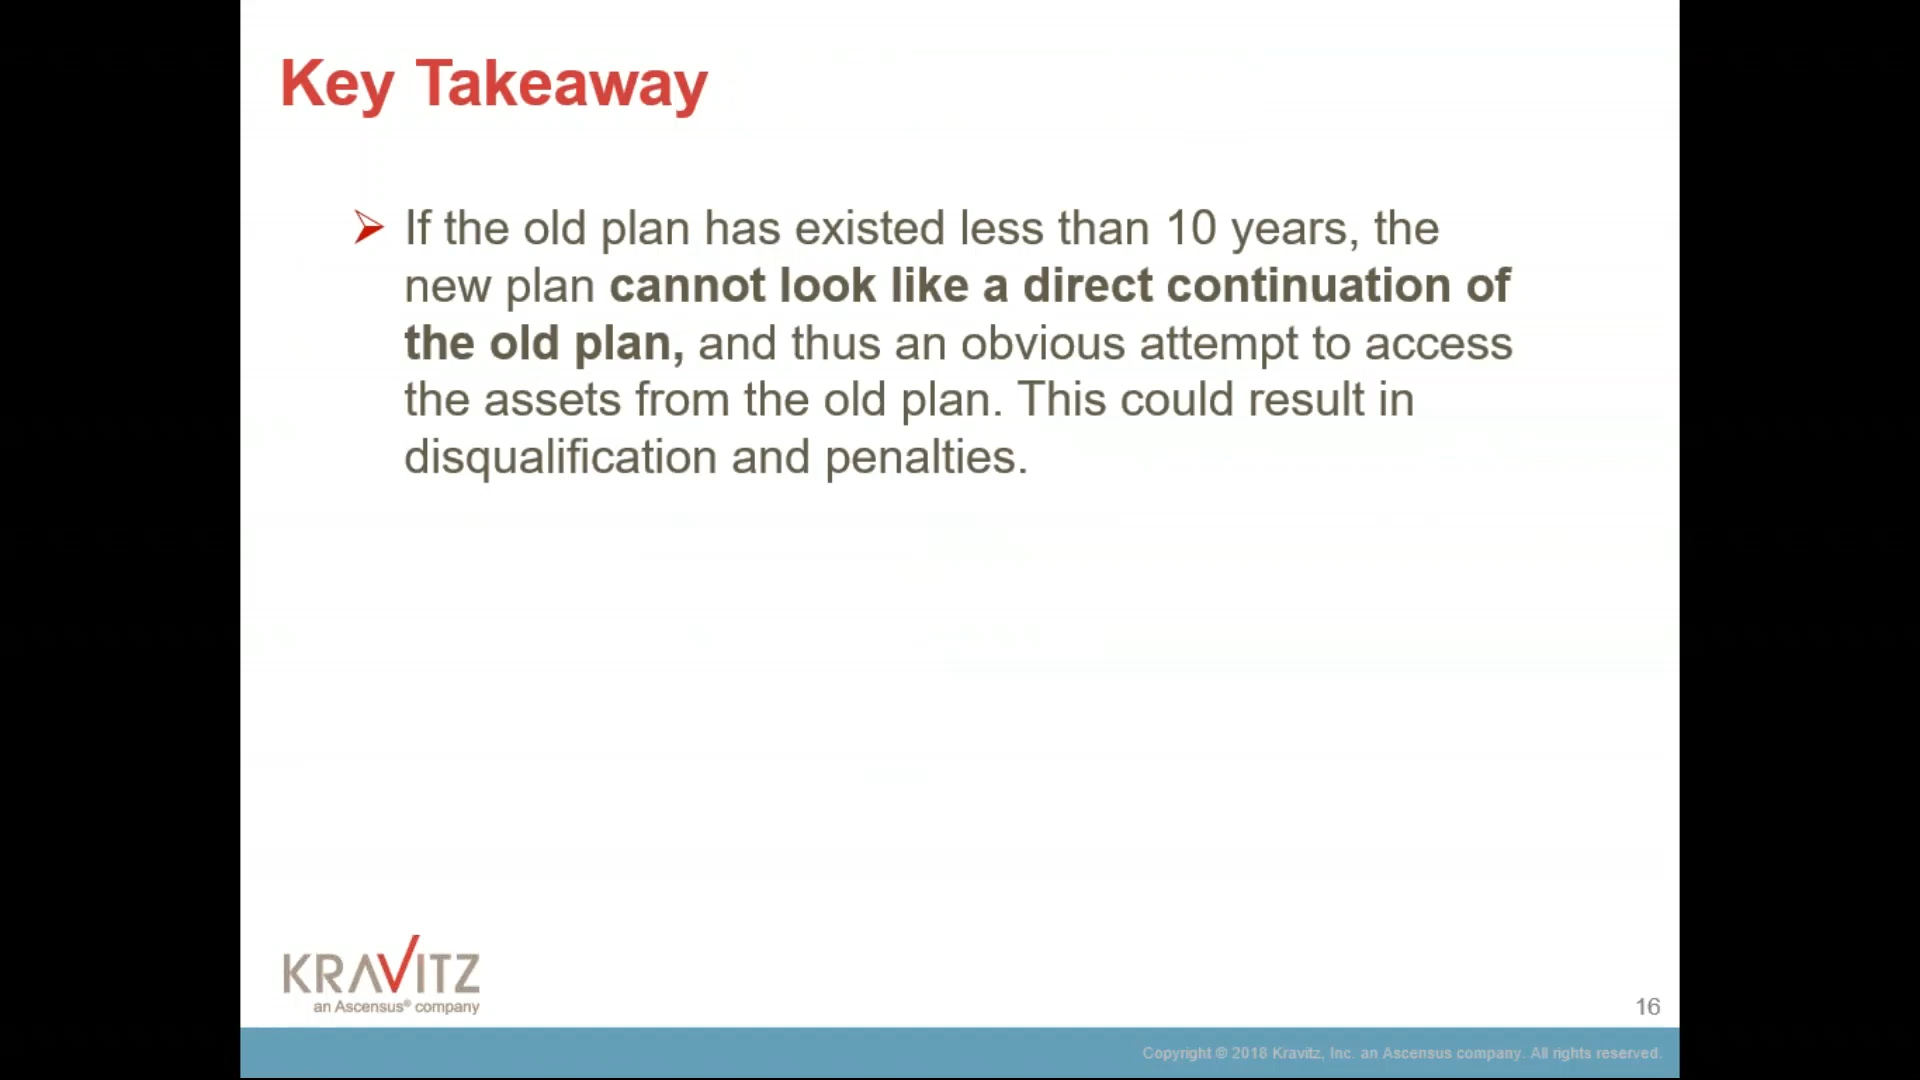 Key Takeaway
If the old plan has existed less than 10 years, the
new plan cannot look like a direct continuation of
the old plan, and thus an obvious attempt to access
the assets from the old plan. This could result in
disqualification and penalties.
KRAVITZ
an Ascensus® company
16
Copyright © 2018 Kravitz, Inc. an Ascensus company. All rights reserved.